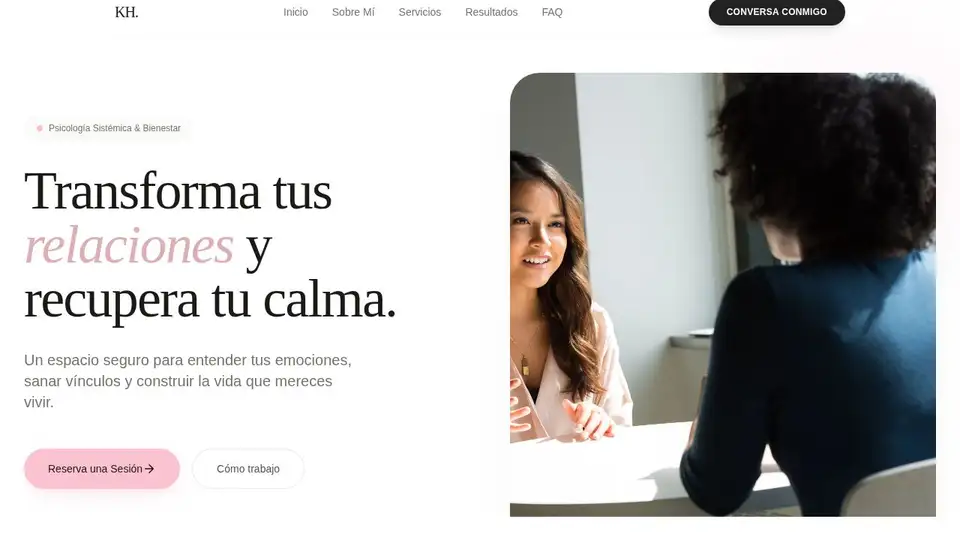 KH.
Inicio
Sobre Mí
Servicios
Resultados
FAQ
CONVERSA CONMIGO
Psicología Sistémica & Bienestar
Transforma tus
relaciones y
recupera tu calma.
Un espacio seguro para entender tus emociones,
sanar vínculos y construir la vida que mereces
vivir.
Reserva una Sesión→
Cómo trabajo